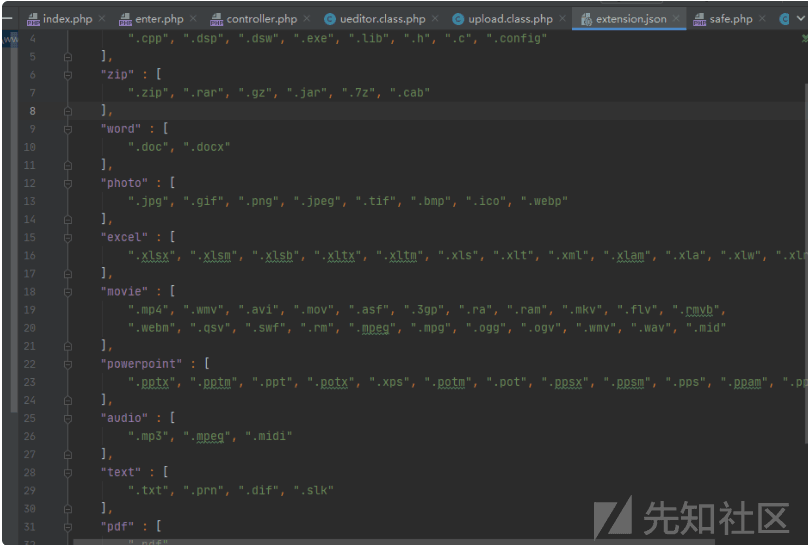 index.php enter.php controller.php ueditor.class.php upload.class.php extension.json safe.php
4 ".cpp", ".dsp", ".dsw", ".exe", ".lib", ".h", ".c", ".config"
5 ],
6 "zip" : [
7 ".zip", ".rar", ".gz", ".jar", ".7z", ".cab"
8 ],
9 "word" : [
10 ".doc", ".docx"
11 ],
12 "photo" : [
13 ".jpg", ".gif", ".png", ".jpeg", ".tif", ".bmp", ".ico", ".webp"
14 ],
15 "excel" : [
16 ".xlsx", ".xlsm", ".xlsb", ".xltx", ".xltm", ".xls", ".xlt", ".xml", ".xlam", ".xla", ".xlw",
17 ],
18 "movie" : [
19 ".mp4", ".wmv", ".avi", ".mov", ".asf", ".3gp", ".ra", ".ram", ".mkv", ".flv", ".rmvb",
20 ".webm", ".qsv", ".swf", ".rm", ".mpeg", ".mpg", ".ogg", ".ogv", ".wmv", ".wav", ".mid"
21 ],
22 "powerpoint" : [
23 ".pptx", ".pptm", ".ppt", ".potx", ".xps", ".potm", ".pot", ".ppsx", ".ppsm", ".pps", ".ppam",
24 ],
25 "audio" : [
26 ".mp3", ".mpeg", ".midi"
27 ],
28 "text" : [
29 ".txt", ".prn", ".dif", ".slk"
30 ],
31 "pdf" : [
先知社区